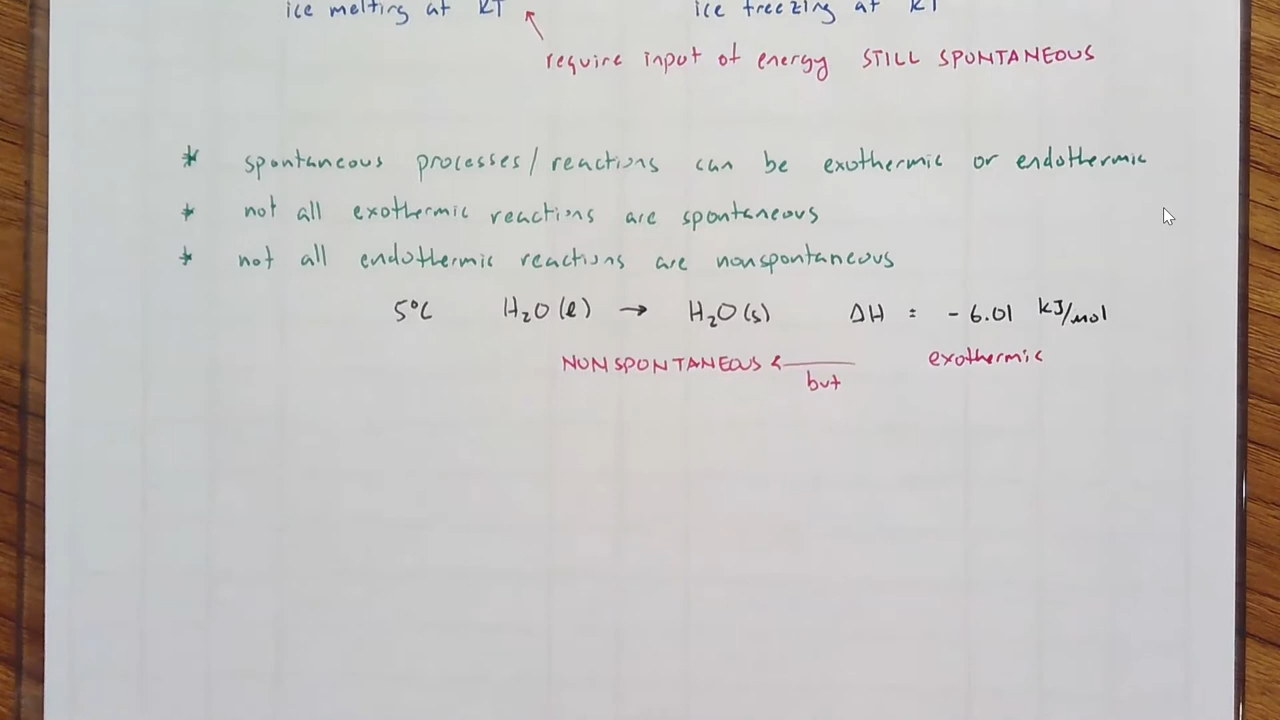 ice melting at RT ice freezing at RT
require input of energy STILL SPONTANEOUS
* spontaneous processes/reactions can be exothermic or endothermic
* not all exothermic reactions are spontaneous
* not all endothermic reactions are nonspontaneous
5°C H₂O(l) → H₂O(s) ΔH = -6.01 kJ/mol
NONSPONTANEOUS ← but exothermic